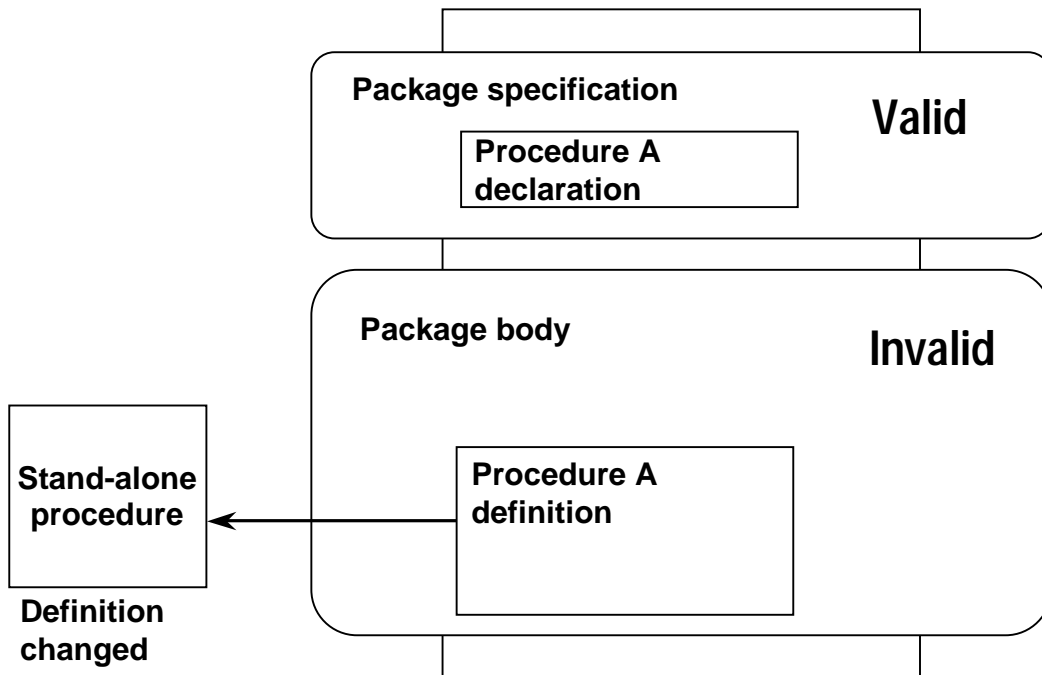 Package specification
Valid
Procedure A
declaration
Package body
Invalid
Stand-alone
procedure
Procedure A
definition
Definition
changed